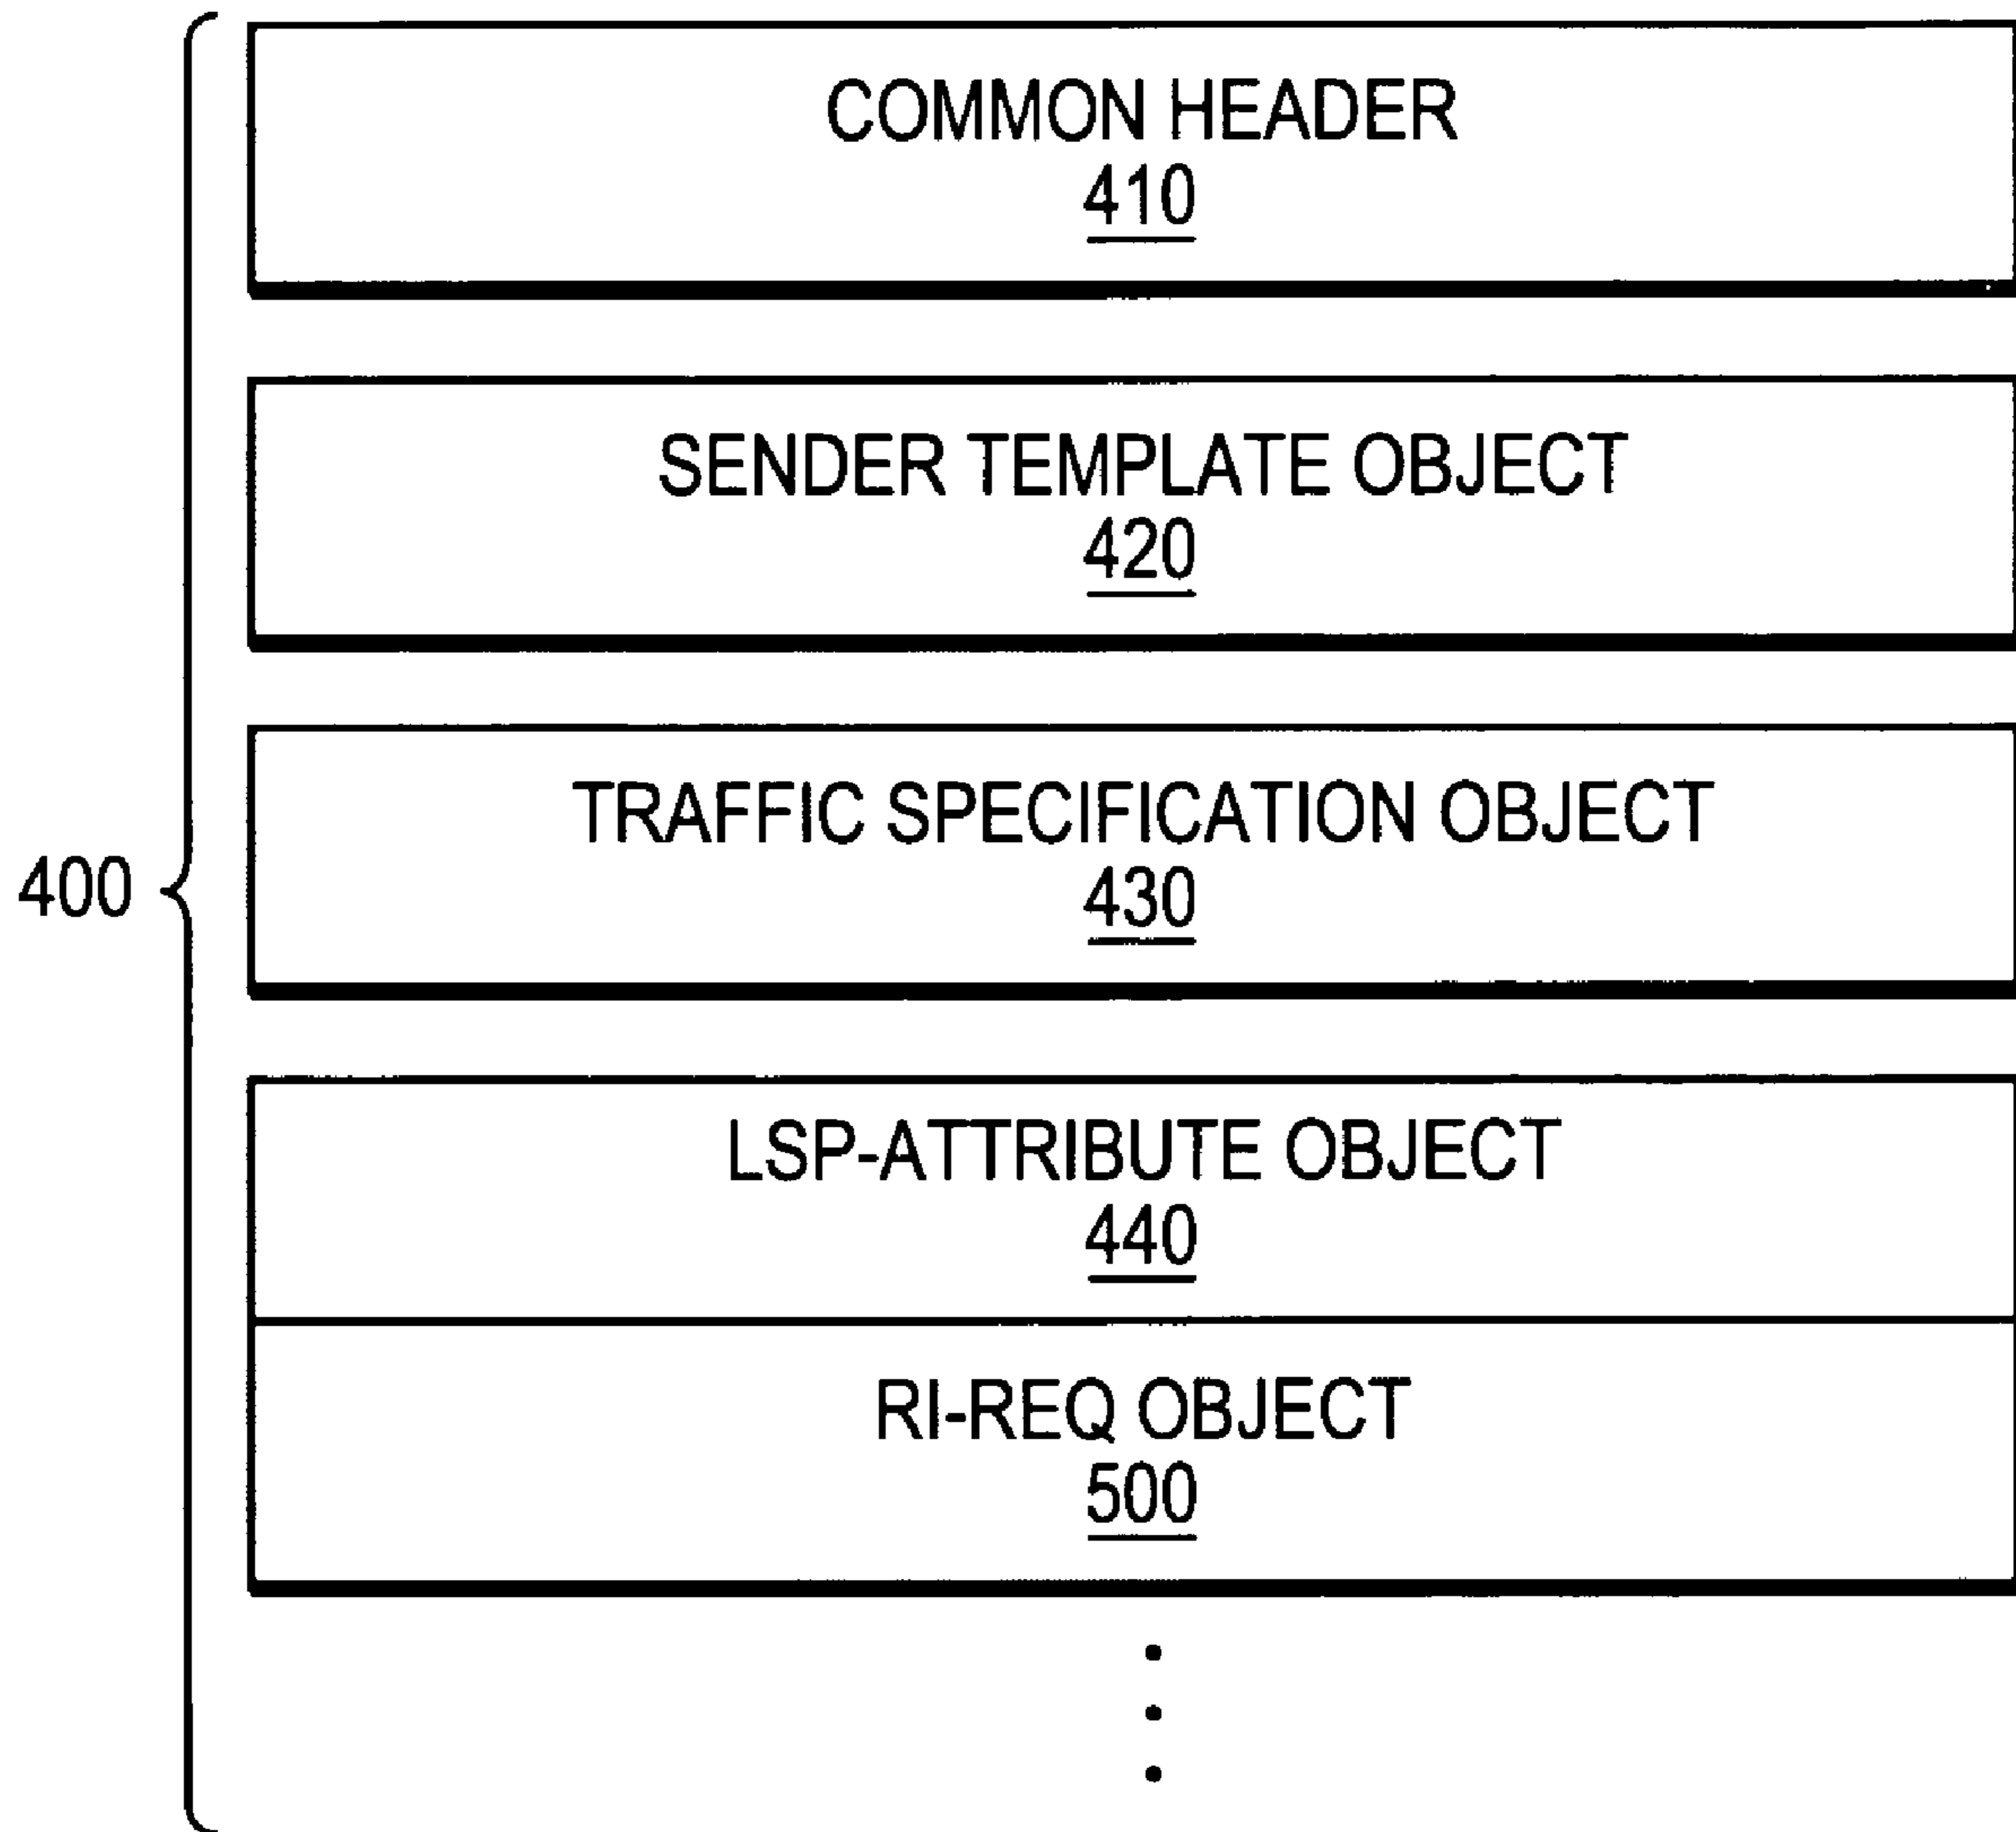 COMMON HEADER
410
SENDER TEMPLATE OBJECT
420
TRAFFIC SPECIFICATION OBJECT
430
400
LSP-ATTRIBUTE OBJECT
440
RI-REQ OBJECT
500